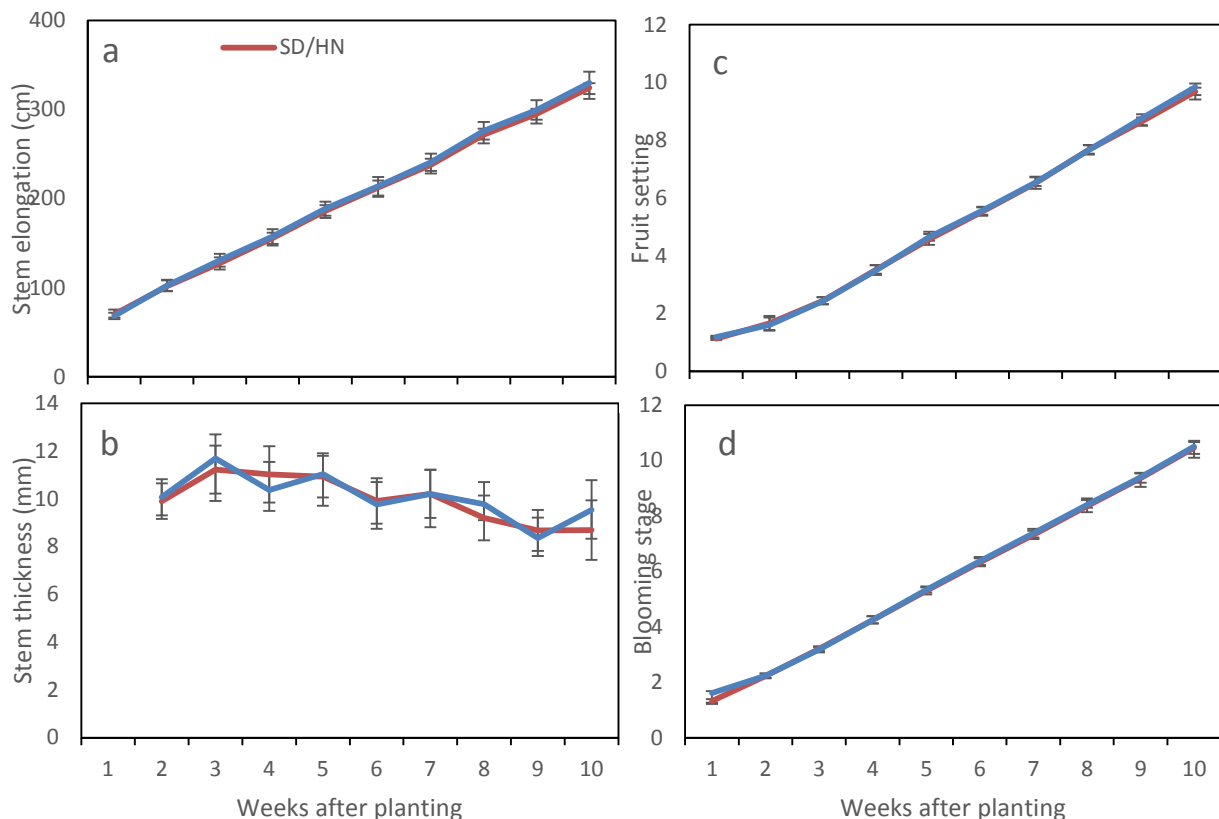 a
SD/HN
Stem elongation (cm)
400
300
200
100
0
c
Fruit setting
12
10
8
6
4
2
0
b
Stem thickness (mm)
14
12
10
8
6
4
2
0
1 2 3 4 5 6 7 8 9 10
Weeks after planting
d
Blooming stage
12
10
8
6
4
2
0
1 2 3 4 5 6 7 8 9 10
Weeks after planting